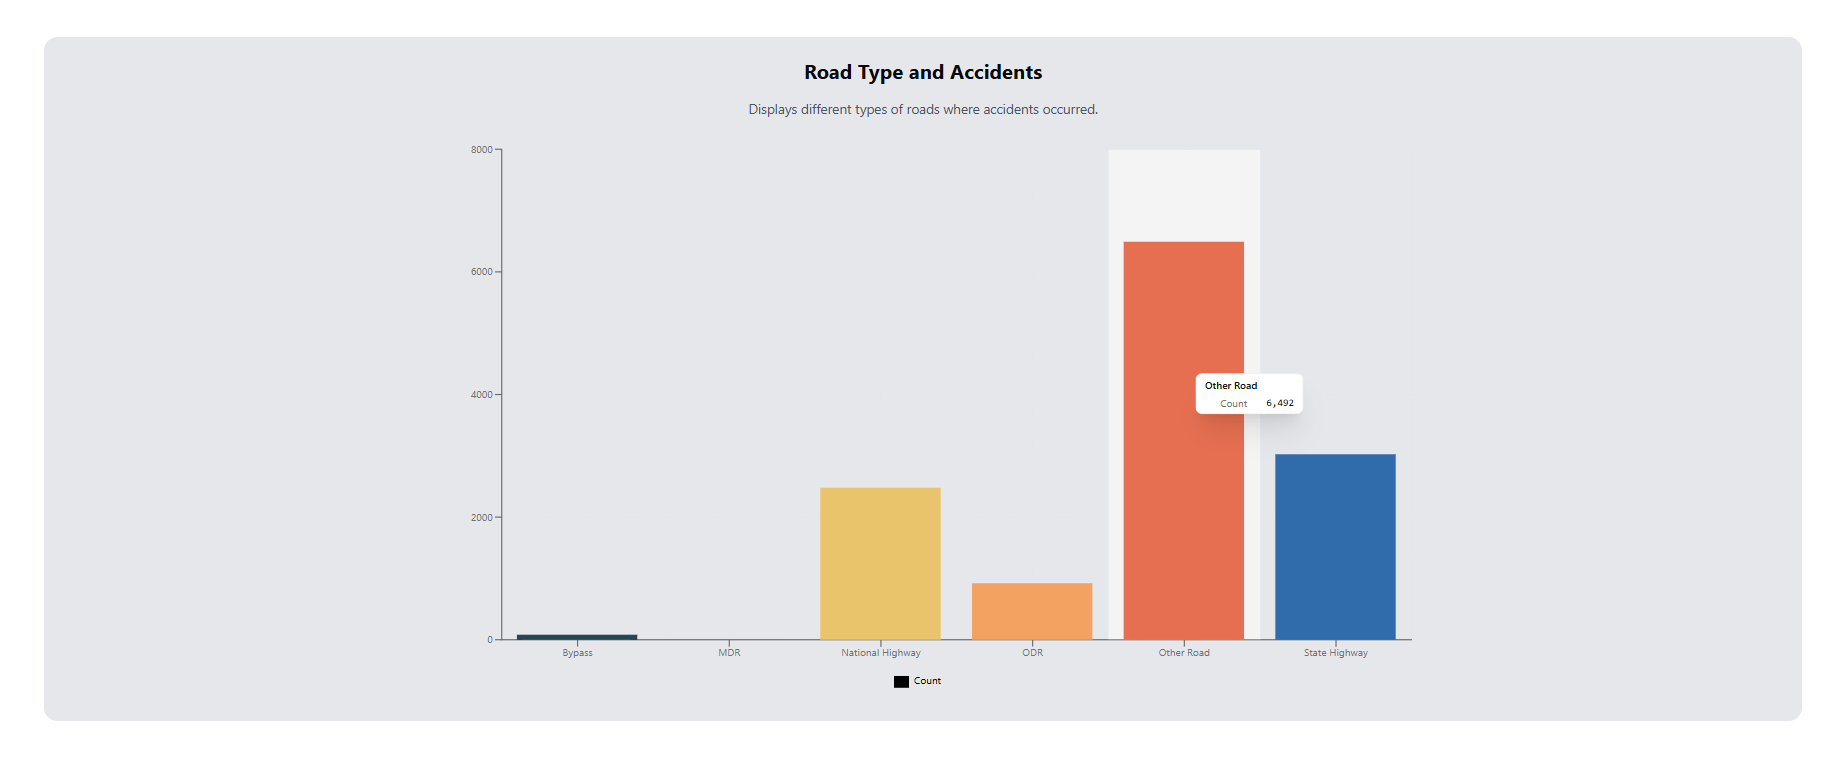 Road Type and Accidents
Displays different types of roads where accidents occurred.
8000
6000
4000
2000
0
Other Road
Count 6,492
Bypass MDR National Highway ODR Other Road State Highway
Count